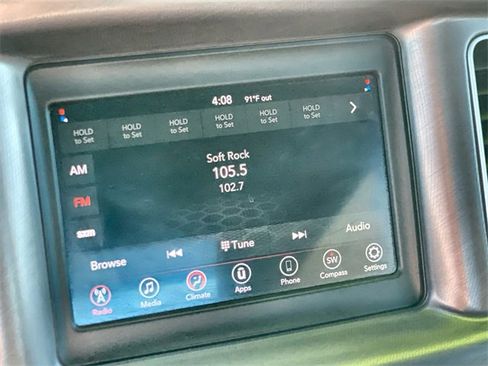 4:08 91°F out
HOLD to Set HOLD to Set HOLD to Set HOLD to Set HOLD to Set HOLD to Set
AM
Soft Rock
105.5
FM
102.7
sxm
Browse Tune Audio
Radio Media Climate Apps Phone SW Compass Settings